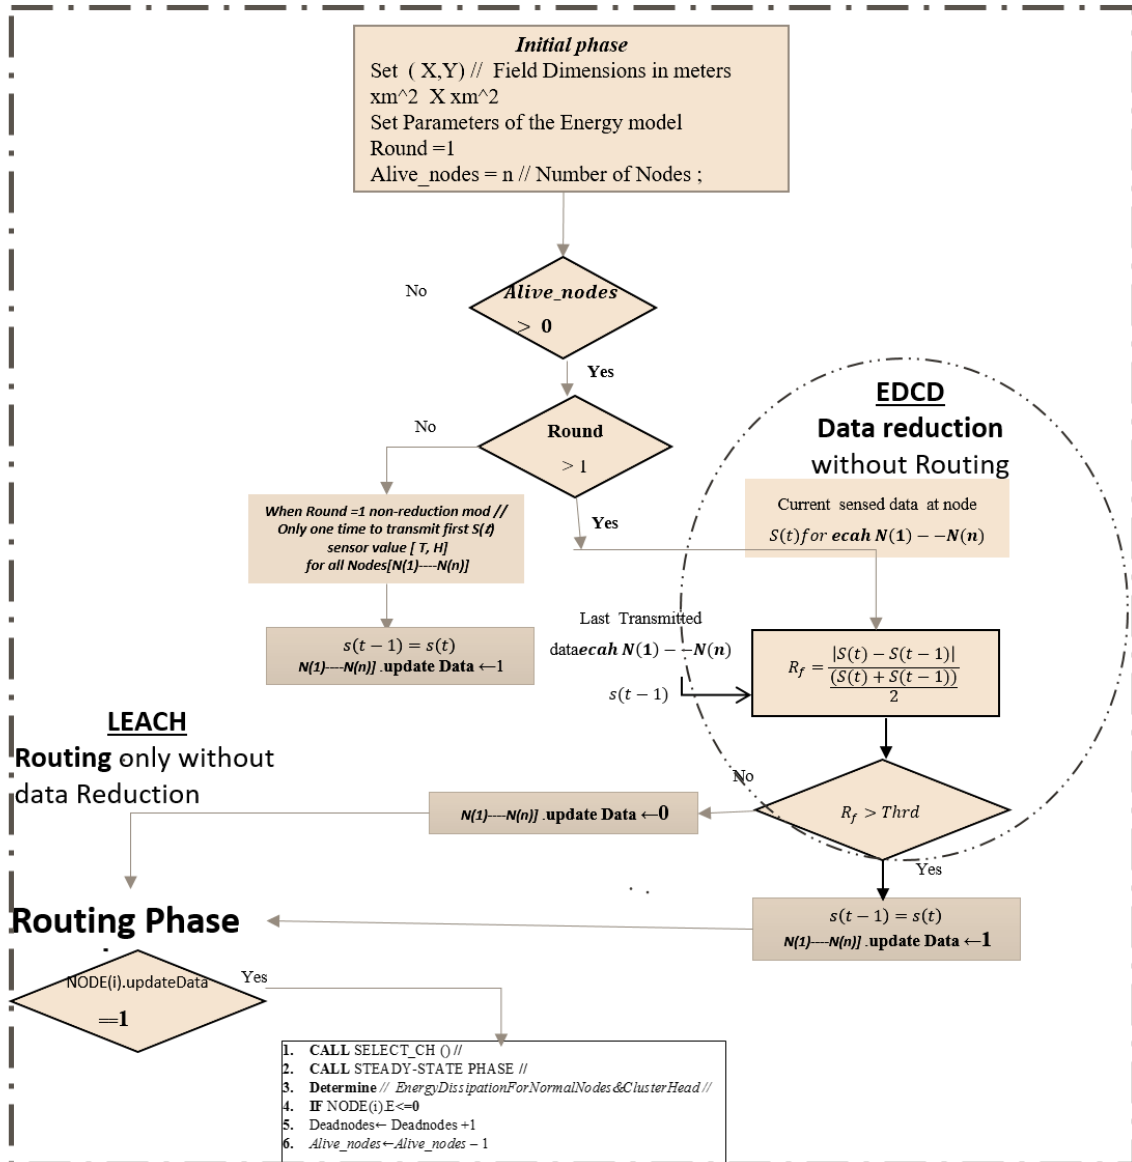 Initial phase
Set ( X,Y) // Field Dimensions in meters
xm^2 X xm^2
Set Parameters of the Energy model
Round =1
Alive_nodes = n // Number of Nodes ;
No
Alive_nodes
> 0
Yes
No
Round
> 1
Yes
EDCD
Data reduction
without Routing
Current sensed data at node
S(t)for ecah N(1) − −N(n)
When Round =1 non-reduction mod //
Only one time to transmit first S(t)
sensor value [ T, H]
for all Nodes[N(1)----N(n)]
s(t − 1) = s(t)
N(1)----N(n)] .update Data ←1
Last Transmitted
dataecah N(1) − −N(n)
s(t − 1)
R_f = |S(t) − S(t − 1)|
(S(t) + S(t − 1))
2
LEACH
Routing only without
data Reduction
No
R_f > Thrd
N(1)----N(n)] .update Data ←0
Yes
s(t − 1) = s(t)
N(1)----N(n)] .update Data ←1
Routing Phase
NODE(i).updateData
==1
Yes
1. CALL SELECT_CH () //
2. CALL STEADY-STATE PHASE //
3. Determine // EnergyDissipationForNormalNodes&ClusterHead //
4. IF NODE(i).E<=0
5. Deadnodes← Deadnodes +1
6. Alive_nodes←Alive_nodes − 1